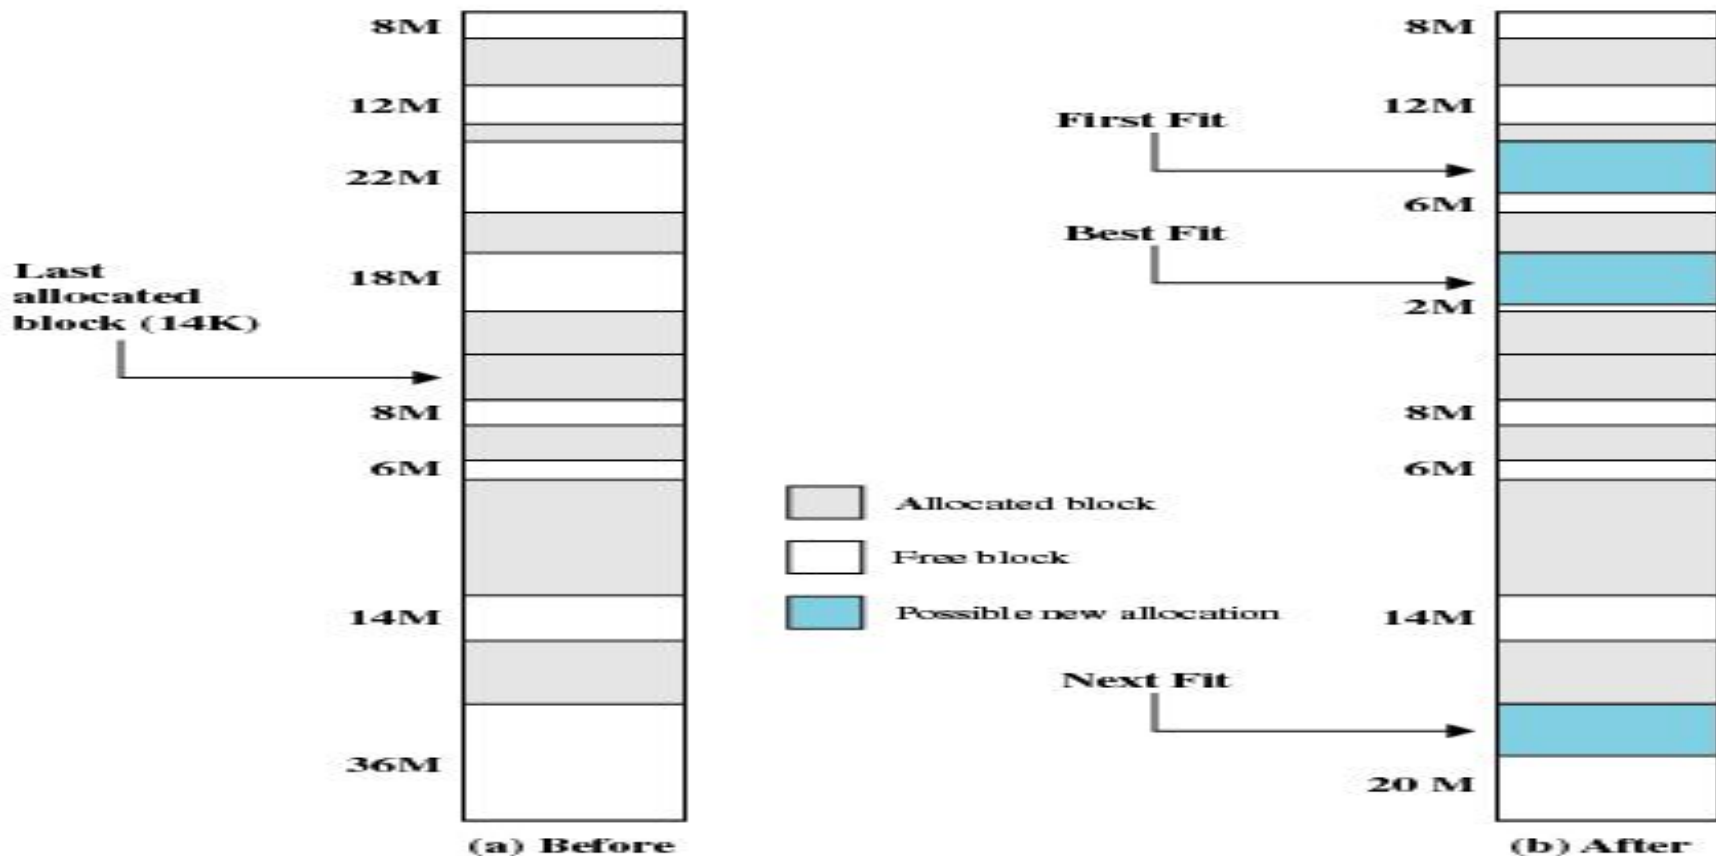 8M
12M
22M
18M
Last
allocated
block (14K)
8M
6M
14M
36M
(a) Before
Allocated block
Free block
Possible new allocation
8M
12M
First Fit
6M
Best Fit
2M
8M
6M
14M
Next Fit
20 M
(b) After